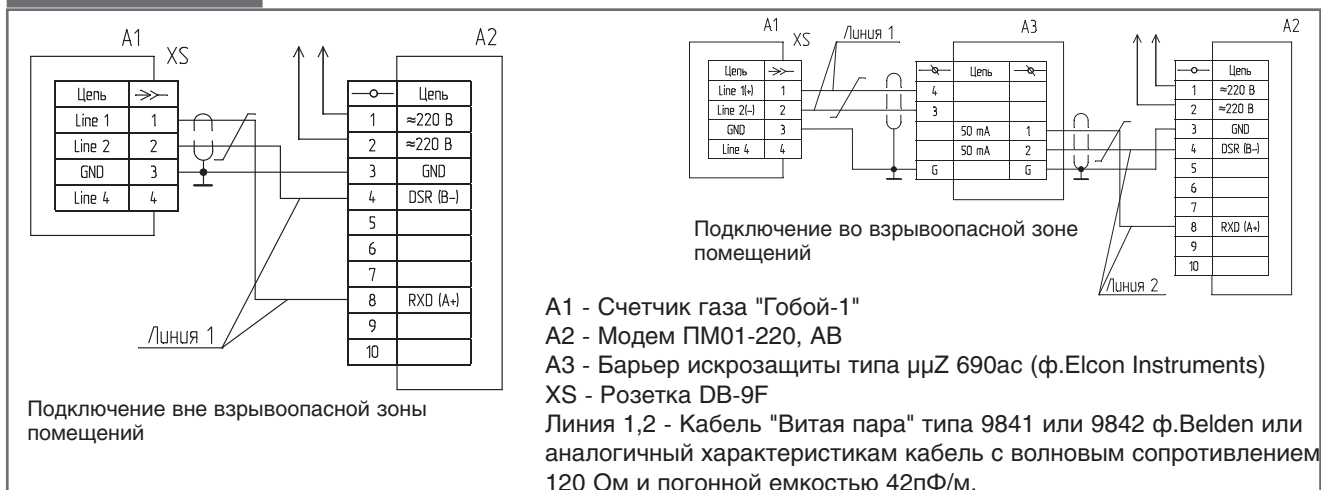 A1
XS
A2
Цепь
Line 1 1
Line 2 2
GND 3
Line 4 4
Цепь
1 ≈220 В
2 ≈220 В
3 GND
4 DSR (B–)
5
6
7
8 RXD (A+)
9
10
Линия 1
Подключение вне взрывоопасной зоны
помещений
A1
XS
Линия 1
A3
A2
Цепь
Line 1(+) 1
Line 2(–) 2
GND 3
Line 4 4
Цепь
4
3
50 mA 1
50 mA 2
G G
Цепь
1 ≈220 В
2 ≈220 В
3 GND
4 DSR (B–)
5
6
7
8 RXD (A+)
9
10
Линия 2
Подключение во взрывоопасной зоне
помещений
А1 - Счетчик газа "Гобой-1"
А2 - Модем ПМ01-220, АВ
А3 - Барьер искрозащиты типа μμZ 690ac (ф.Elcon Instruments)
XS - Розетка DB-9F
Линия 1,2 - Кабель "Витая пара" типа 9841 или 9842 ф.Belden или
аналогичный характеристикам кабель с волновым сопротивлением
120 Ом и погонной емкостью 42пФ/м.